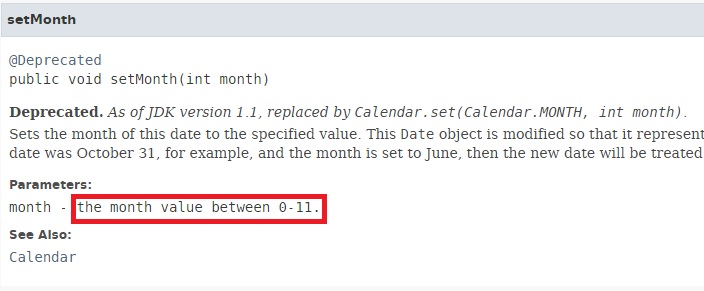 setMonth
@Deprecated
public void setMonth(int month)
Deprecated. As of JDK version 1.1, replaced by Calendar.set(Calendar.MONTH, int month).
Sets the month of this date to the specified value. This Date object is modified so that it represent
date was October 31, for example, and the month is set to June, then the new date will be treated
Parameters:
month - the month value between 0-11.
See Also:
Calendar